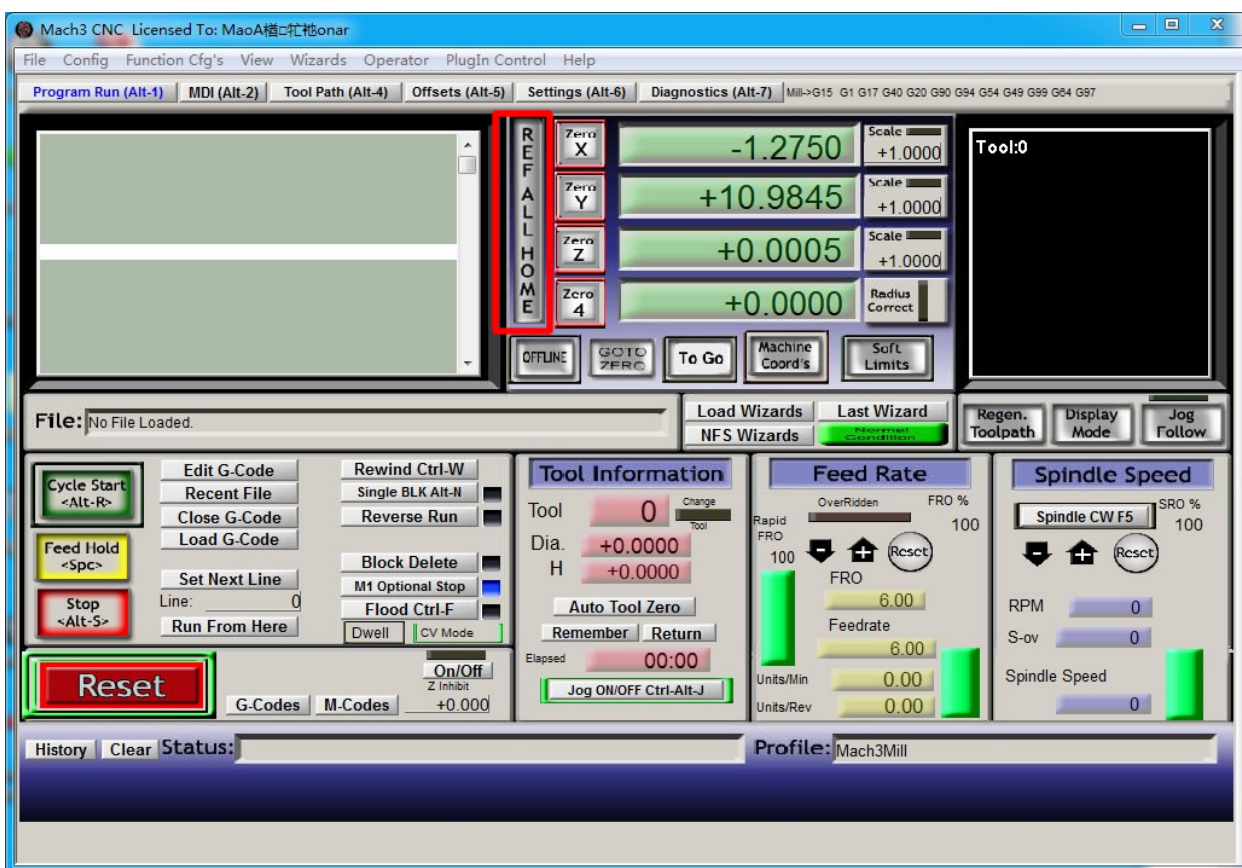 Mach3 CNC Licensed To: MaoA楿□牤祂onar
File Config Function Cfg's View Wizards Operator PlugIn Control Help
Program Run (Alt-1) MDI (Alt-2) Tool Path (Alt-4) Offsets (Alt-5) Settings (Alt-6) Diagnostics (Alt-7) Mill->G15 G1 G17 G40 G20 G90 G94 G54 G49 G99 G64 G97
REF ALL HOME
Zero X -1.2750 Scale +1.0000
Zero Y +10.9845 Scale +1.0000
Zero Z +0.0005 Scale +1.0000
Zero 4 +0.0000 Radius Correct
Tool:0
OFFLINE GOTO ZERO To Go Machine Coord's Soft Limits
File: No File Loaded.
Load Wizards Last Wizard
NFS Wizards Normal Condition
Regen. Toolpath Display Mode Jog Follow
Cycle Start <Alt-R>
Feed Hold <Spc>
Stop <Alt-S>
Edit G-Code
Recent File
Close G-Code
Load G-Code
Set Next Line
Line: 0
Run From Here
Rewind Ctrl-W
Single BLK Alt-N
Reverse Run
Block Delete
M1 Optional Stop
Flood Ctrl-F
Dwell CV Mode
Reset
G-Codes M-Codes
On/Off
Z Inhibit
+0.000
Tool Information
Tool 0 Change Tool
Dia. +0.0000
H +0.0000
Auto Tool Zero
Remember Return
Elapsed 00:00
Jog ON/OFF Ctrl-Alt-J
Feed Rate
OverRidden FRO %
100
Rapid FRO
100
Reset
FRO
6.00
Feedrate
6.00
Units/Min 0.00
Units/Rev 0.00
Spindle Speed
Spindle CW F5 SRO %
100
Reset
RPM 0
S-ov 0
Spindle Speed
0
History Clear Status:
Profile: Mach3Mill